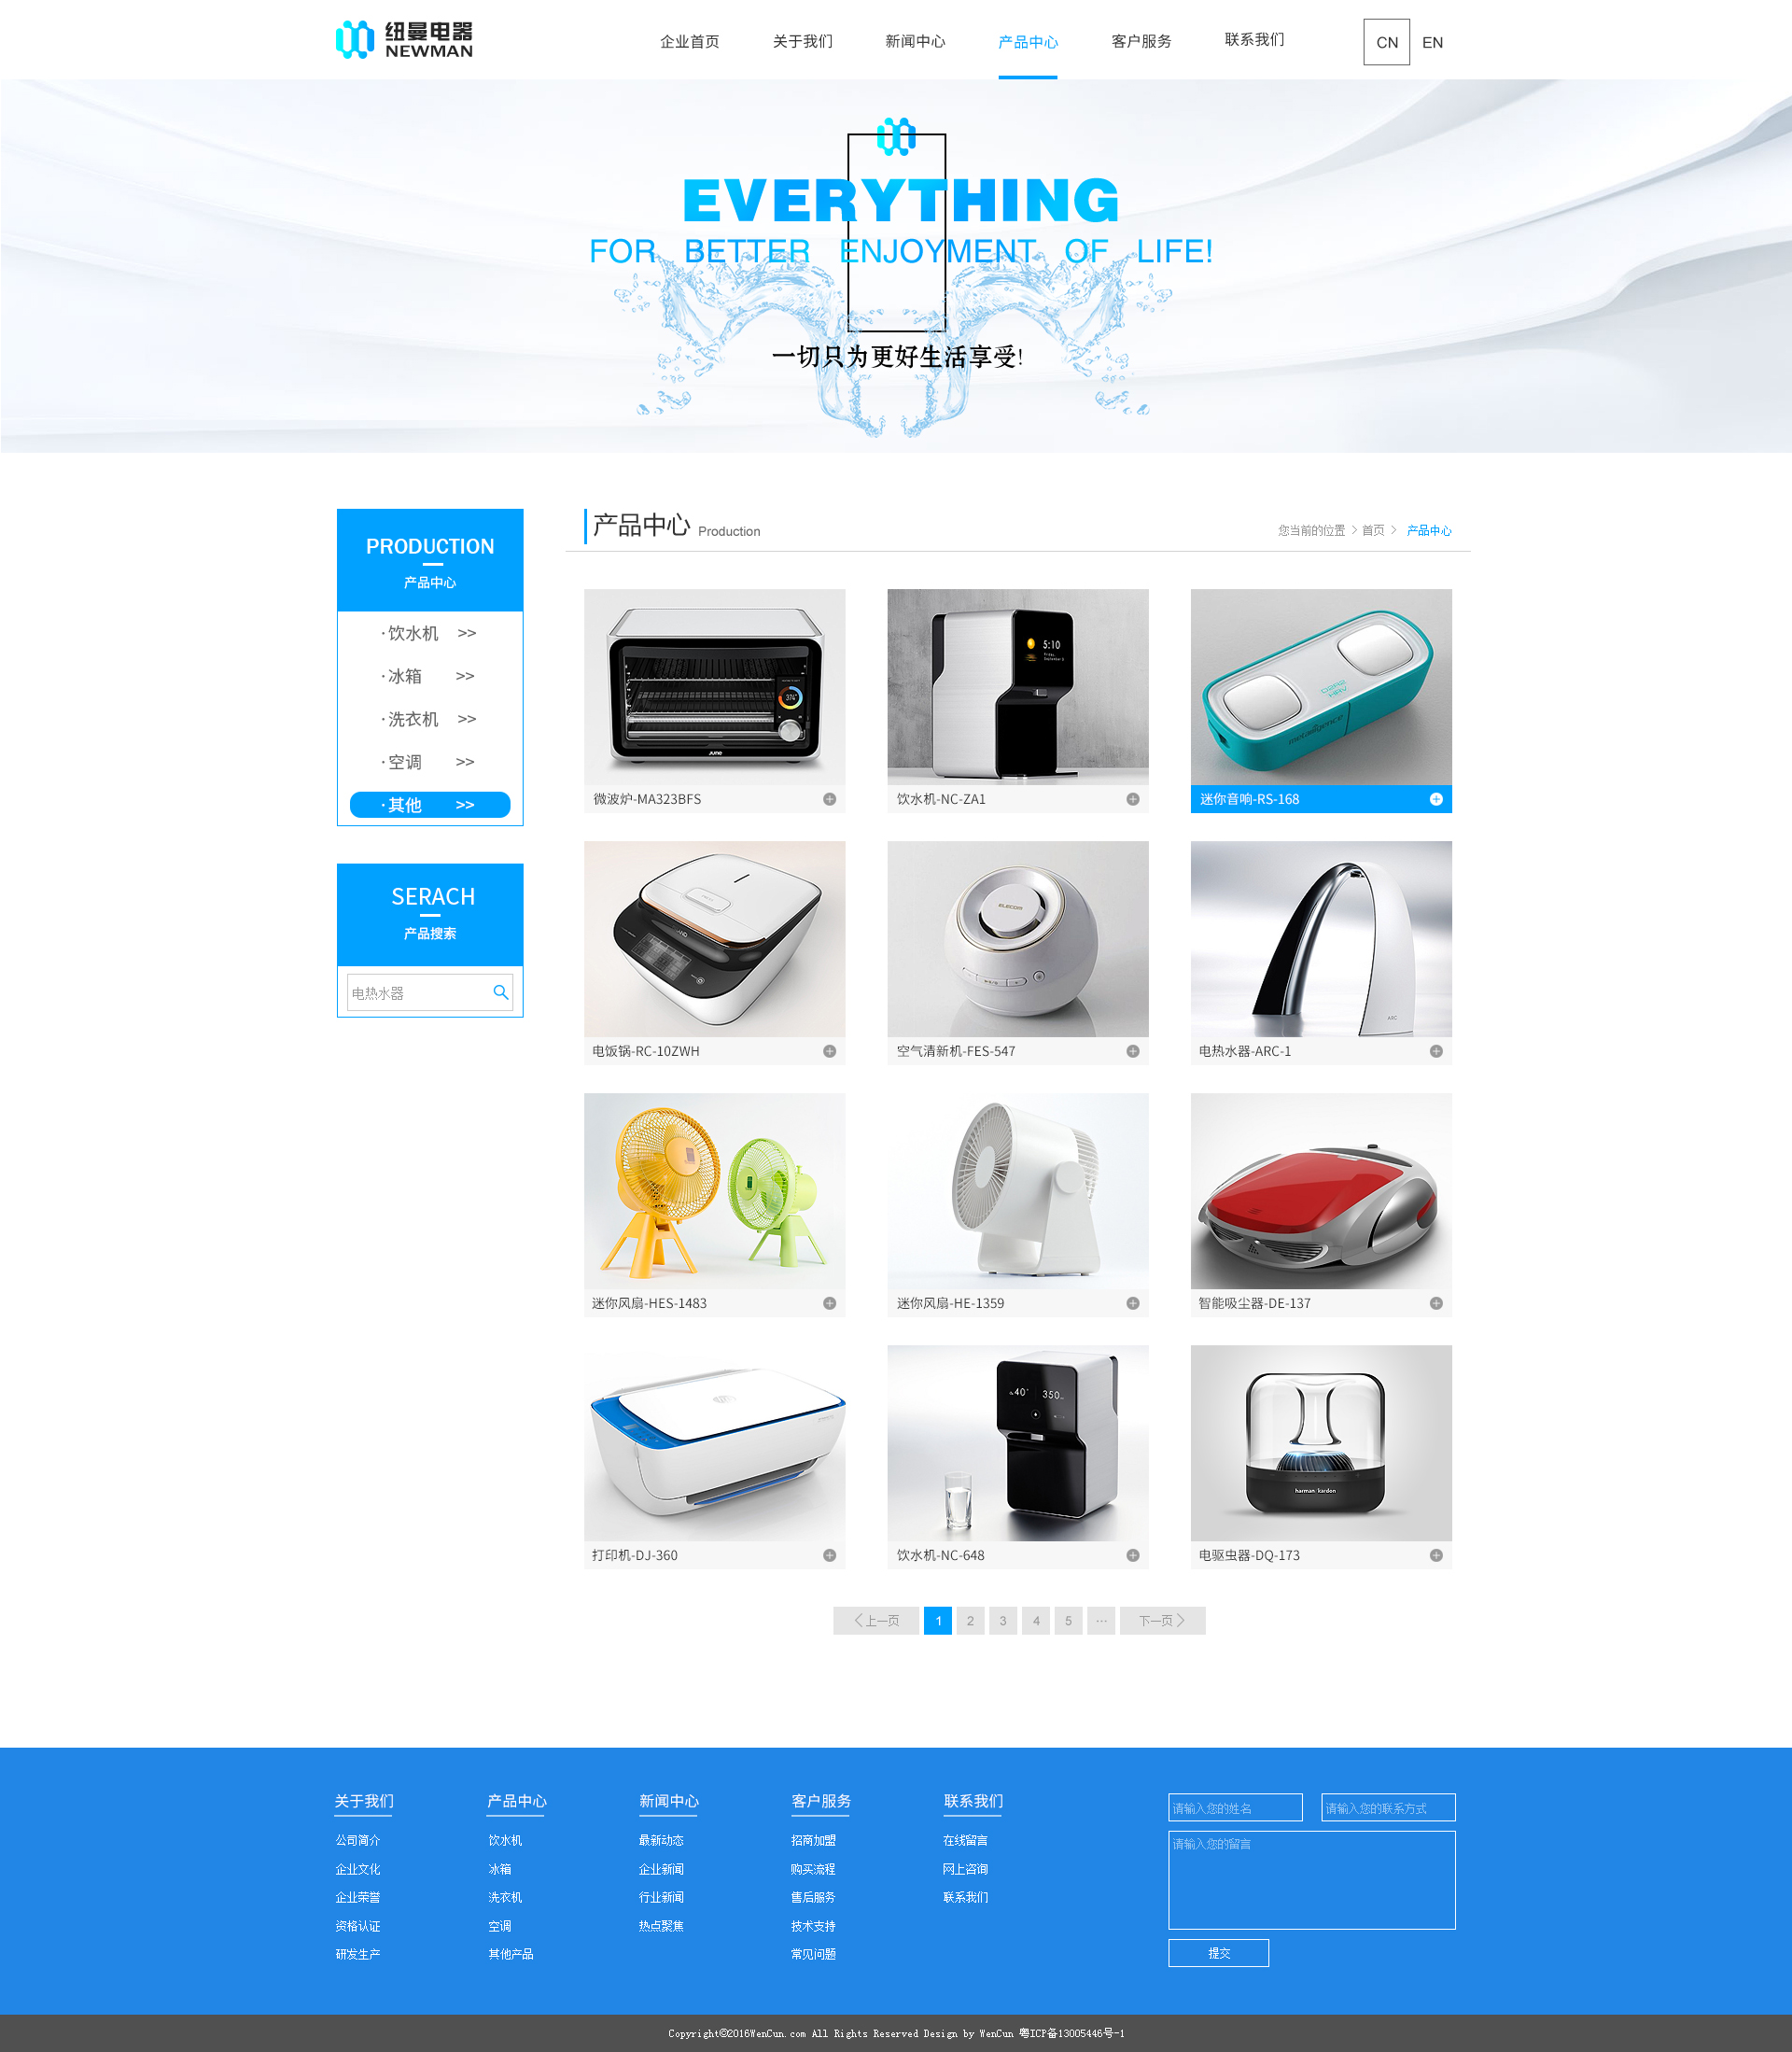 纽曼电器
NEWMAN
企业首页 关于我们 新闻中心 产品中心 客户服务 联系我们 CN EN
EVERYTHING
FOR BETTER ENJOYMENT OF LIFE!
一切只为更好生活享受!
PRODUCTION
产品中心
·饮水机 >>
·冰箱 >>
·洗衣机 >>
·空调 >>
·其他 >>
SERACH
产品搜索
电热水器
产品中心 Production
您当前的位置 > 首页 > 产品中心
JUNE
5:10
metalligence
微波炉-MA323BFS
饮水机-NC-ZA1
迷你音响-RS-168
ELECOM
ARC
电饭锅-RC-10ZWH
空气清新机-FES-547
电热水器-ARC-1
迷你风扇-HES-1483
迷你风扇-HE-1359
智能吸尘器-DE-137
40° 350
harman kardon
打印机-DJ-360
饮水机-NC-648
电驱虫器-DQ-173
<上一页 1 2 3 4 5 ··· 下一页>
关于我们
公司简介
企业文化
企业荣誉
资格认证
研发生产
产品中心
饮水机
冰箱
洗衣机
空调
其他产品
新闻中心
最新动态
企业新闻
行业新闻
热点聚焦
客户服务
招商加盟
购买流程
售后服务
技术支持
常见问题
联系我们
在线留言
网上咨询
联系我们
请输入您的姓名 请输入您的联系方式
请输入您的留言
提交
Copyright©2016WenCun.com All Rights Reserved Design by WenCun 粤ICP备13005446号-1